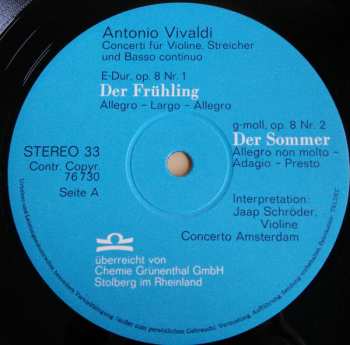 Antonio Vivaldi
Concerti für Violine, Streicher
und Basso continuo
E-Dur, op. 8 Nr. 1
Der Frühling
Allegro – Largo – Allegro
g-moll, op. 8 Nr. 2
Der Sommer
Allegro non molto –
Adagio – Presto
STEREO 33
Contr. Copyr.
76 730
Seite A
Interpretation:
Jaap Schröder,
Violine
Concerto Amsterdam
überreicht von
Chemie Grünenthal GmbH
Stolberg im Rheinland